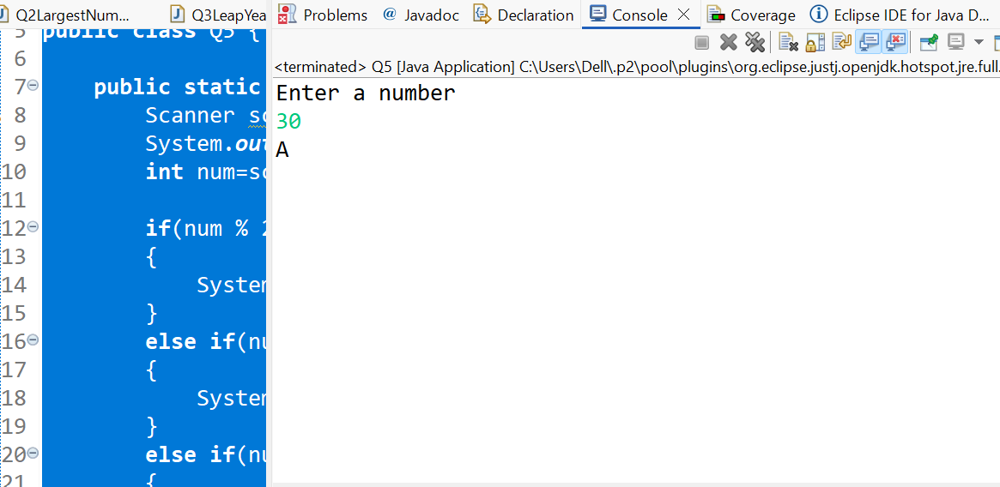 Q2LargestNum... Q3LeapYea
5 public class Q5 {
6
7 public static
8 Scanner sc
9 System.out
10 int num=sc
11
12 if(num % 2
13 {
14 System
15 }
16 else if(nu
17 {
18 System
19 }
20 else if(nu
21 {
Problems Javadoc Declaration Console Coverage Eclipse IDE for Java D...
<terminated> Q5 [Java Application] C:\Users\Dell\.p2\pool\plugins\org.eclipse.justj.openjdk.hotspot.jre.full.
Enter a number
30
A